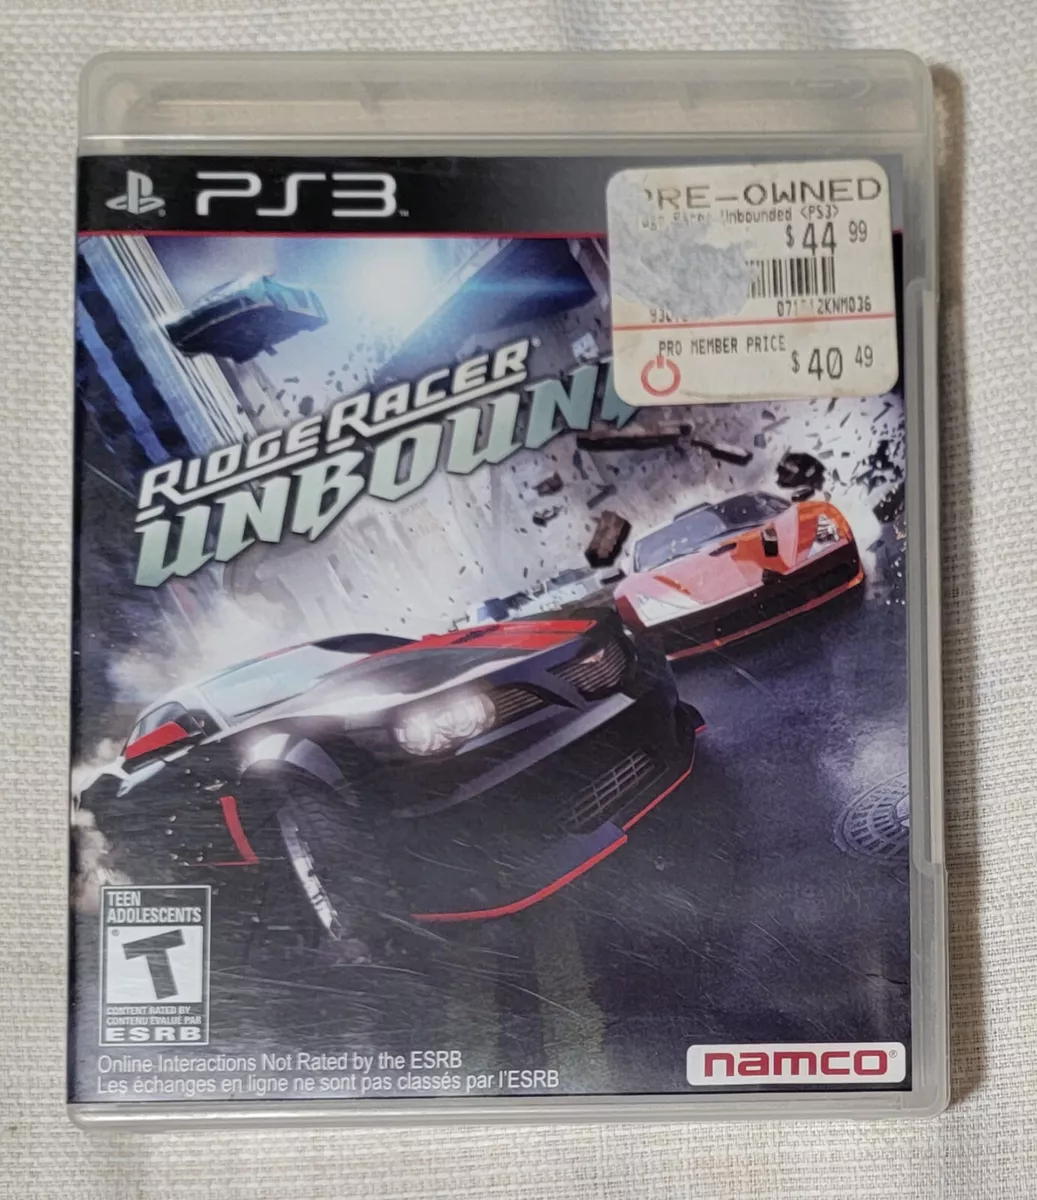 PS3
PRE-OWNED
Unbounded <PS3>
$44 99
2KNM036
PRO MEMBER PRICE
$40 49
RIDGE RACER
UNBOUN
TEEN
ADOLESCENTS
T
CONTENT RATED BY
CONTENU ÉVALUÉ PAR
ESRB
Online Interactions Not Rated by the ESRB
Les échanges en ligne ne sont pas classés par l'ESRB
namco®